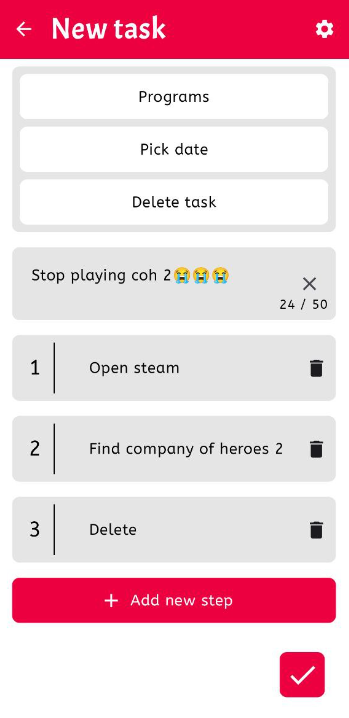 New task
Programs
Pick date
Delete task
Stop playing coh 2😭😭😭
24 / 50
1 Open steam
2 Find company of heroes 2
3 Delete
+ Add new step